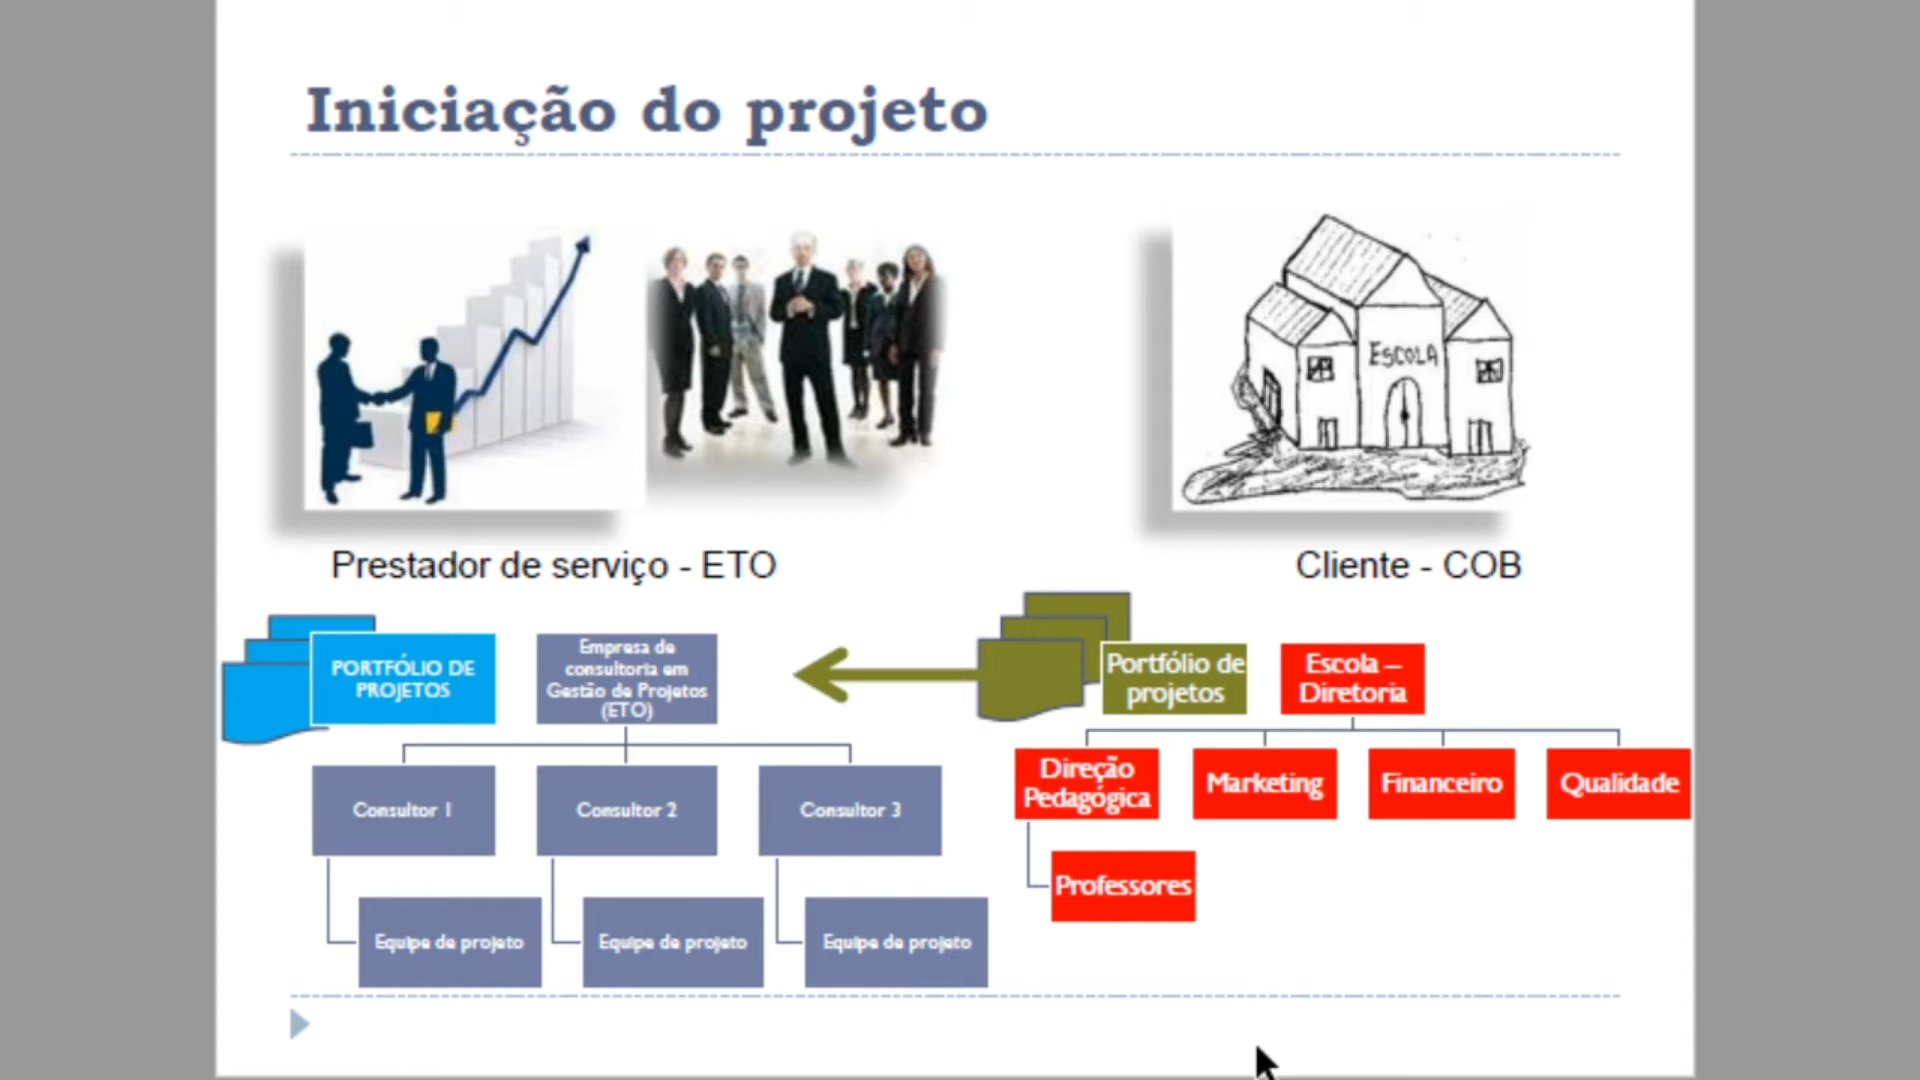 Iniciação do projeto
ESCOLA
Prestador de serviço - ETO
Cliente - COB
PORTFÓLIO DE
PROJETOS
Empresa de
consultoria em
Gestão de Projetos
(ETO)
Consultor 1
Consultor 2
Consultor 3
Equipe de projeto
Equipe de projeto
Equipe de projeto
Portfólio de
projetos
Escola –
Diretoria
Direção
Pedagógica
Marketing
Financeiro
Qualidade
Professores